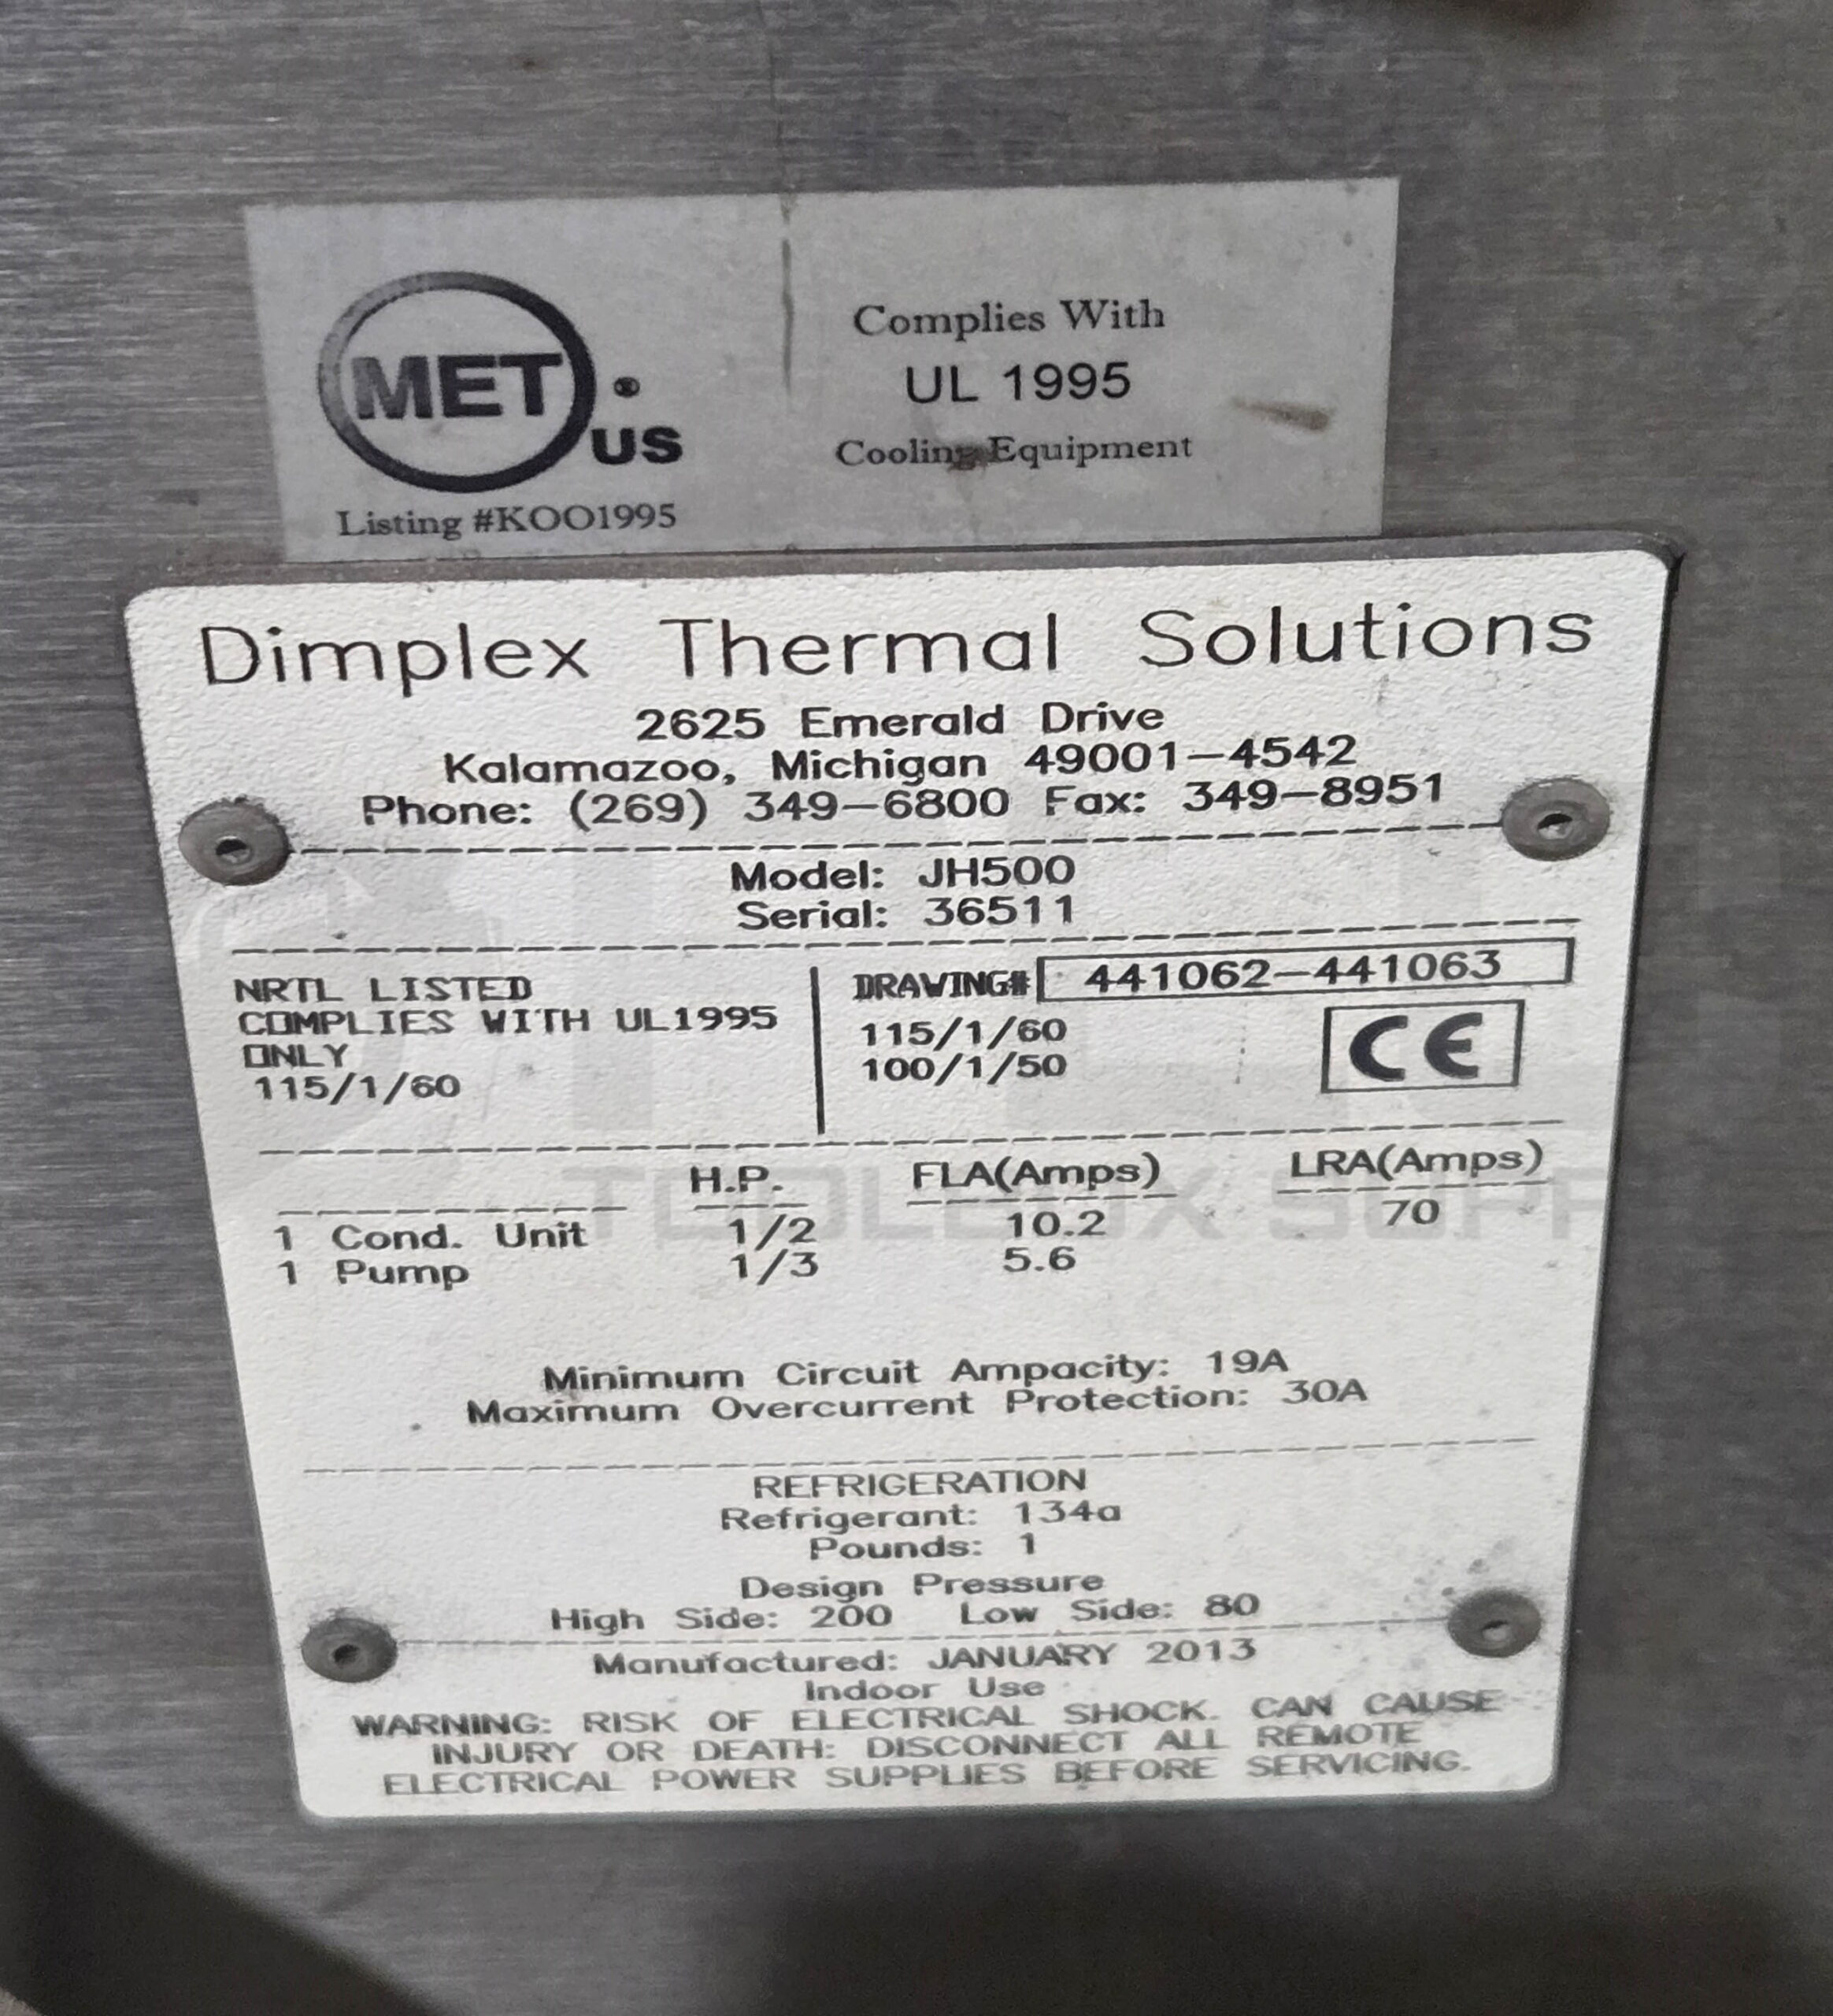 MET ® US
Listing #KOO1995
Complies With
UL 1995
Cooling Equipment
Dimplex Thermal Solutions
2625 Emerald Drive
Kalamazoo, Michigan 49001-4542
Phone: (269) 349-6800 Fax: 349-8951
Model: JH500
Serial: 36511
NRTL LISTED
COMPLIES WITH UL1995
ONLY
115/1/60
DRAWING# 441062-441063
115/1/60
100/1/50
CE
H.P. FLA(Amps) LRA(Amps)
1 Cond. Unit 1/2 10.2 70
1 Pump 1/3 5.6
Minimum Circuit Ampacity: 19A
Maximum Overcurrent Protection: 30A
REFRIGERATION
Refrigerant: 134a
Pounds: 1
Design Pressure
High Side: 200 Low Side: 80
Manufactured: JANUARY 2013
Indoor Use
WARNING: RISK OF ELECTRICAL SHOCK. CAN CAUSE
INJURY OR DEATH: DISCONNECT ALL REMOTE
ELECTRICAL POWER SUPPLIES BEFORE SERVICING.